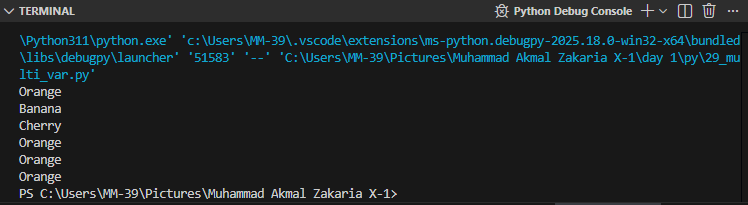 TERMINAL
Python Debug Console
\Python311\python.exe' 'c:\Users\MM-39\.vscode\extensions\ms-python.debugpy-2025.18.0-win32-x64\bundled
\libs\debugpy\launcher' '51583' '--' 'C:\Users\MM-39\Pictures\Muhammad Akmal Zakaria X-1\day 1\py\29_mu
lti_var.py'
Orange
Banana
Cherry
Orange
Orange
Orange
PS C:\Users\MM-39\Pictures\Muhammad Akmal Zakaria X-1>